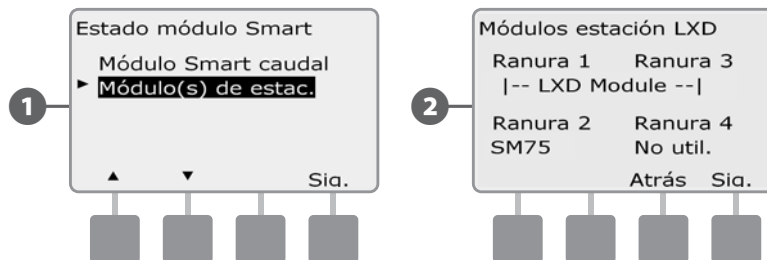 1
Estado módulo Smart
Módulo Smart caudal
► Módulo(s) de estac.
▲ ▼ Sig.
2
Módulos estación LXD
Ranura 1 Ranura 3
|-- LXD Module --|
Ranura 2 Ranura 4
SM75 No util.
Atrás Sig.